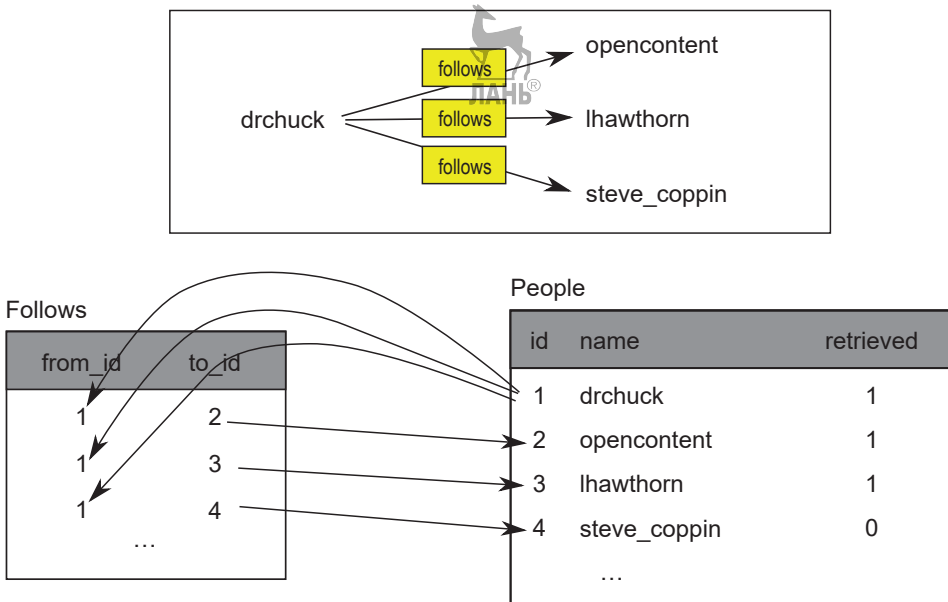 opencontent
follows
ЛАНЬ®
drchuck
follows
lhawthorn
follows
steve_coppin
Follows
from_id to_id
1 2
1 3
1 4
…
People
id name retrieved
1 drchuck 1
2 opencontent 1
3 lhawthorn 1
4 steve_coppin 0
…